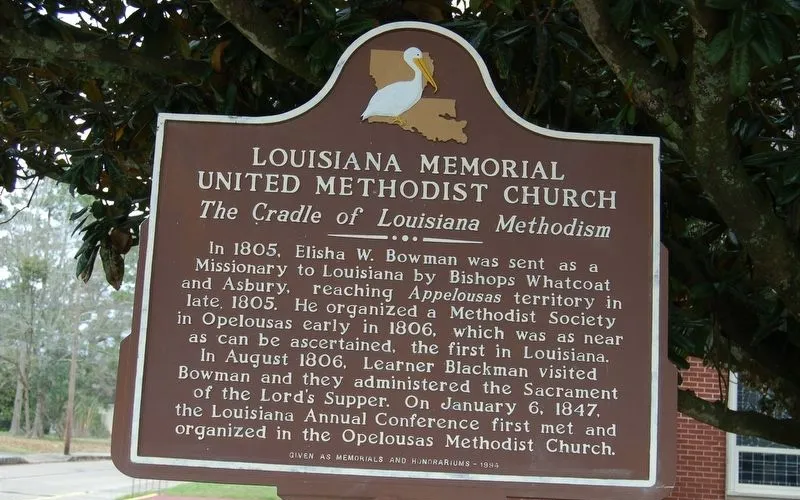 LOUISIANA MEMORIAL
UNITED METHODIST CHURCH
The Cradle of Louisiana Methodism
In 1805, Elisha W. Bowman was sent as a
Missionary to Louisiana by Bishops Whatcoat
and Asbury, reaching Appelousas territory in
late, 1805. He organized a Methodist Society
in Opelousas early in 1806, which was as near
as can be ascertained, the first in Louisiana.
In August 1806, Learner Blackman visited
Bowman and they administered the Sacrament
of the Lord's Supper. On January 6, 1847,
the Louisiana Annual Conference first met and
organized in the Opelousas Methodist Church.
GIVEN AS MEMORIALS AND HONORARIUMS - 1994